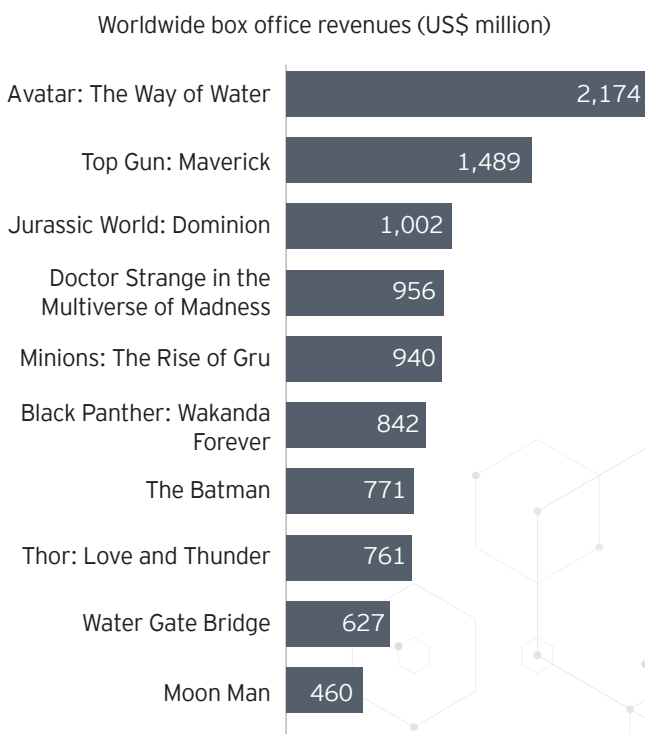 Worldwide box office revenues (US$ million)
Avatar: The Way of Water
2,174
Top Gun: Maverick
1,489
Jurassic World: Dominion
1,002
Doctor Strange in the
Multiverse of Madness
956
Minions: The Rise of Gru
940
Black Panther: Wakanda
Forever
842
The Batman
771
Thor: Love and Thunder
761
Water Gate Bridge
627
Moon Man
460